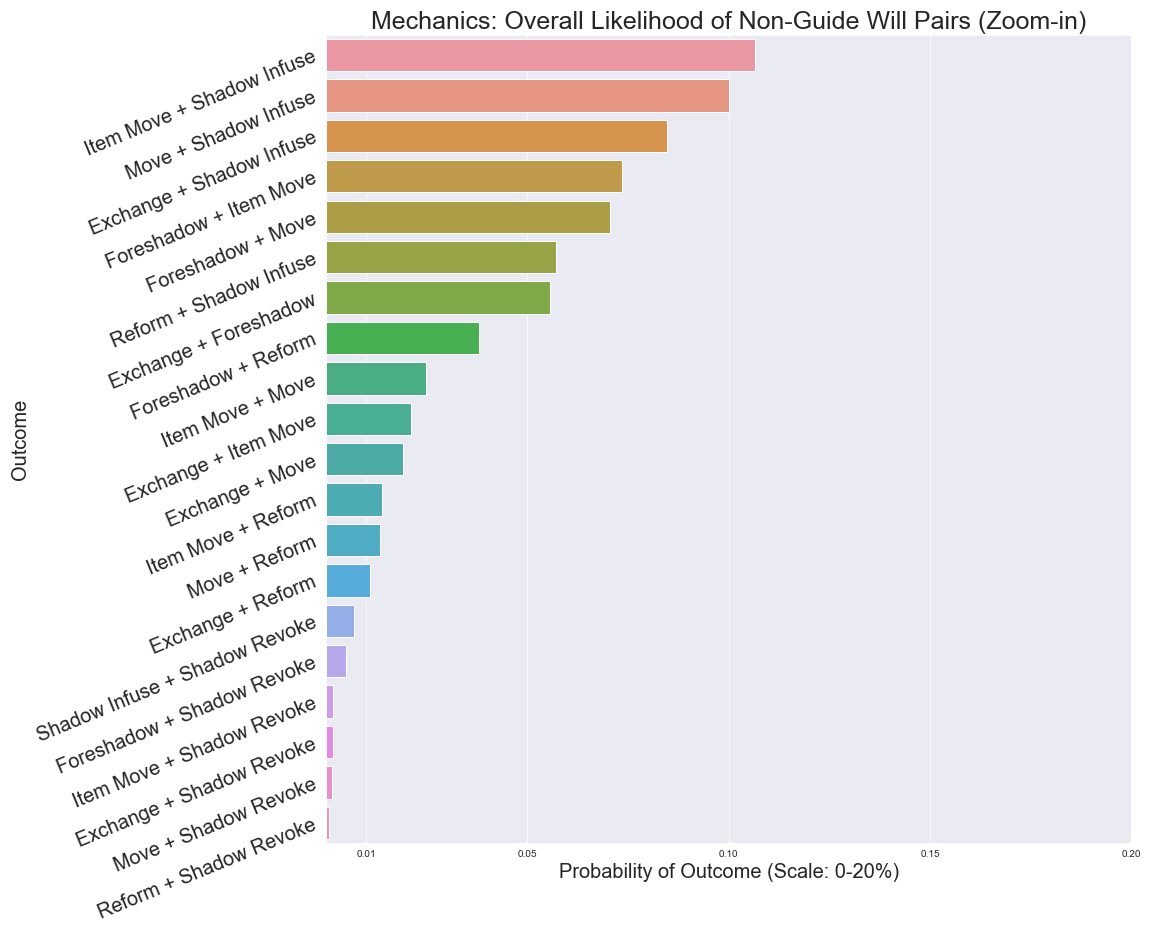 Mechanics: Overall Likelihood of Non-Guide Will Pairs (Zoom-in)
Item Move + Shadow Infuse
Move + Shadow Infuse
Exchange + Shadow Infuse
Foreshadow + Item Move
Foreshadow + Move
Reform + Shadow Infuse
Exchange + Foreshadow
Foreshadow + Reform
Item Move + Move
Exchange + Item Move
Exchange + Move
Item Move + Reform
Move + Reform
Exchange + Reform
Shadow Infuse + Shadow Revoke
Foreshadow + Shadow Revoke
Item Move + Shadow Revoke
Exchange + Shadow Revoke
Move + Shadow Revoke
Reform + Shadow Revoke
Outcome
0.01 0.05 0.10 0.15 0.20
Probability of Outcome (Scale: 0-20%)